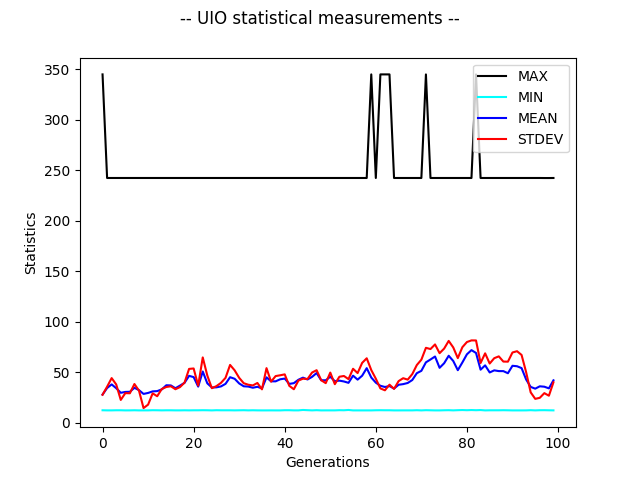 -- UIO statistical measurements --
350
300
250
200
150
100
50
0
Statistics
MAX
MIN
MEAN
STDEV
0 20 40 60 80 100
Generations